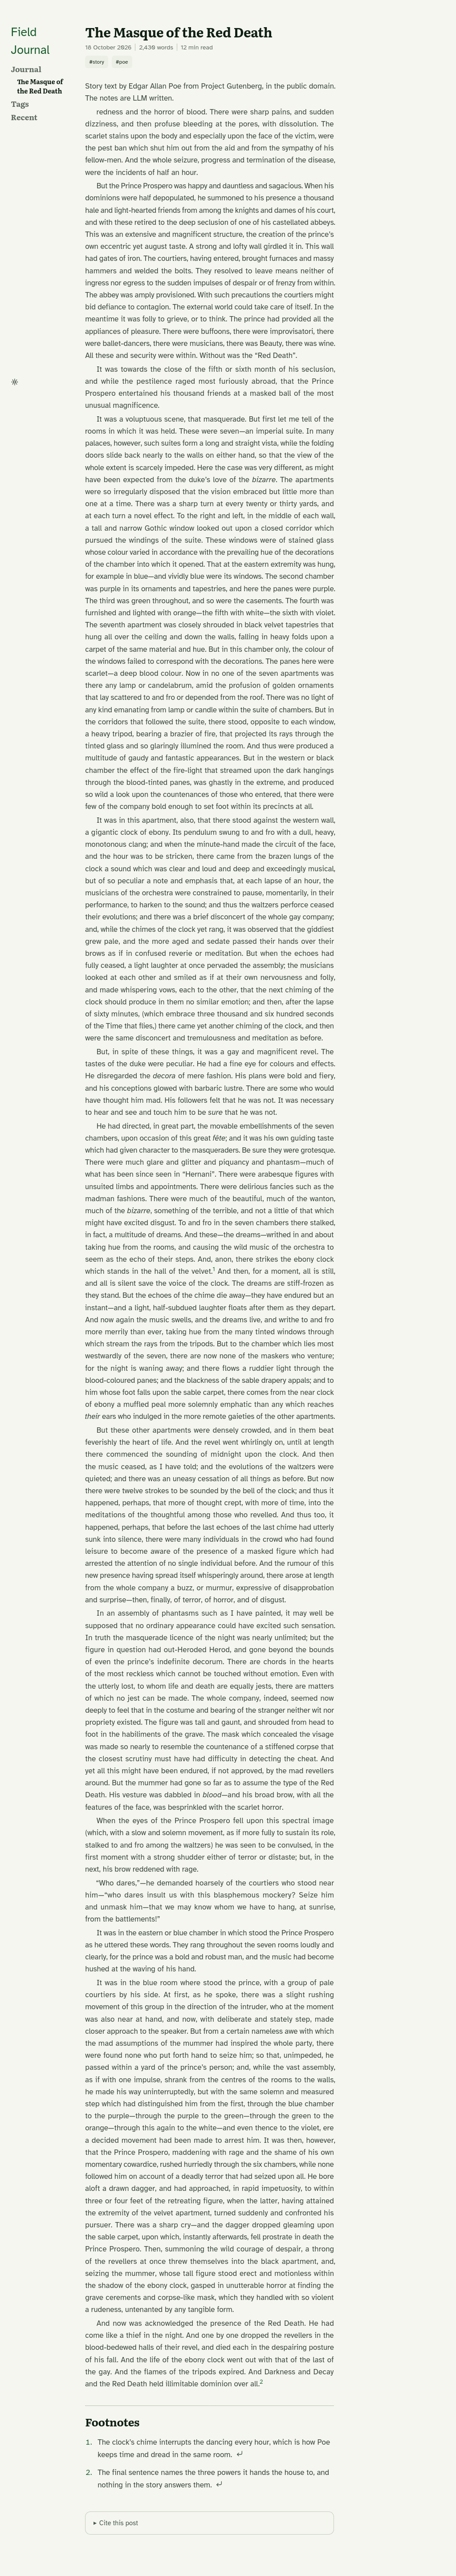 Field
Journal
Journal
The Masque of
the Red Death
Tags
Recent
The Masque of the Red Death
18 October 2026 | 2,430 words | 12 min read
#story #poe
Story text by Edgar Allan Poe from Project Gutenberg, in the public domain.
The notes are LLM written.
redness and the horror of blood. There were sharp pains, and sudden
dizziness, and then profuse bleeding at the pores, with dissolution. The
scarlet stains upon the body and especially upon the face of the victim, were
the pest ban which shut him out from the aid and from the sympathy of his
fellow-men. And the whole seizure, progress and termination of the disease,
were the incidents of half an hour.
But the Prince Prospero was happy and dauntless and sagacious. When his
dominions were half depopulated, he summoned to his presence a thousand
hale and light-hearted friends from among the knights and dames of his court,
and with these retired to the deep seclusion of one of his castellated abbeys.
This was an extensive and magnificent structure, the creation of the prince's
own eccentric yet august taste. A strong and lofty wall girdled it in. This wall
had gates of iron. The courtiers, having entered, brought furnaces and massy
hammers and welded the bolts. They resolved to leave means neither of
ingress nor egress to the sudden impulses of despair or of frenzy from within.
The abbey was amply provisioned. With such precautions the courtiers might
bid defiance to contagion. The external world could take care of itself. In the
meantime it was folly to grieve, or to think. The prince had provided all the
appliances of pleasure. There were buffoons, there were improvisatori, there
were ballet-dancers, there were musicians, there was Beauty, there was wine.
All these and security were within. Without was the “Red Death”.
It was towards the close of the fifth or sixth month of his seclusion,
and while the pestilence raged most furiously abroad, that the Prince
Prospero entertained his thousand friends at a masked ball of the most
unusual magnificence.
It was a voluptuous scene, that masquerade. But first let me tell of the
rooms in which it was held. These were seven—an imperial suite. In many
palaces, however, such suites form a long and straight vista, while the folding
doors slide back nearly to the walls on either hand, so that the view of the
whole extent is scarcely impeded. Here the case was very different, as might
have been expected from the duke's love of the bizarre. The apartments
were so irregularly disposed that the vision embraced but little more than
one at a time. There was a sharp turn at every twenty or thirty yards, and
at each turn a novel effect. To the right and left, in the middle of each wall,
a tall and narrow Gothic window looked out upon a closed corridor which
pursued the windings of the suite. These windows were of stained glass
whose colour varied in accordance with the prevailing hue of the decorations
of the chamber into which it opened. That at the eastern extremity was hung,
for example in blue—and vividly blue were its windows. The second chamber
was purple in its ornaments and tapestries, and here the panes were purple.
The third was green throughout, and so were the casements. The fourth was
furnished and lighted with orange—the fifth with white—the sixth with violet.
The seventh apartment was closely shrouded in black velvet tapestries that
hung all over the ceiling and down the walls, falling in heavy folds upon a
carpet of the same material and hue. But in this chamber only, the colour of
the windows failed to correspond with the decorations. The panes here were
scarlet—a deep blood colour. Now in no one of the seven apartments was
there any lamp or candelabrum, amid the profusion of golden ornaments
that lay scattered to and fro or depended from the roof. There was no light of
any kind emanating from lamp or candle within the suite of chambers. But in
the corridors that followed the suite, there stood, opposite to each window,
a heavy tripod, bearing a brazier of fire, that projected its rays through the
tinted glass and so glaringly illumined the room. And thus were produced a
multitude of gaudy and fantastic appearances. But in the western or black
chamber the effect of the fire-light that streamed upon the dark hangings
through the blood-tinted panes, was ghastly in the extreme, and produced
so wild a look upon the countenances of those who entered, that there were
few of the company bold enough to set foot within its precincts at all.
It was in this apartment, also, that there stood against the western wall,
a gigantic clock of ebony. Its pendulum swung to and fro with a dull, heavy,
monotonous clang; and when the minute-hand made the circuit of the face,
and the hour was to be stricken, there came from the brazen lungs of the
clock a sound which was clear and loud and deep and exceedingly musical,
but of so peculiar a note and emphasis that, at each lapse of an hour, the
musicians of the orchestra were constrained to pause, momentarily, in their
performance, to harken to the sound; and thus the waltzers perforce ceased
their evolutions; and there was a brief disconcert of the whole gay company;
and, while the chimes of the clock yet rang, it was observed that the giddiest
grew pale, and the more aged and sedate passed their hands over their
brows as if in confused reverie or meditation. But when the echoes had
fully ceased, a light laughter at once pervaded the assembly; the musicians
looked at each other and smiled as if at their own nervousness and folly,
and made whispering vows, each to the other, that the next chiming of the
clock should produce in them no similar emotion; and then, after the lapse
of sixty minutes, (which embrace three thousand and six hundred seconds
of the Time that flies,) there came yet another chiming of the clock, and then
were the same disconcert and tremulousness and meditation as before.
But, in spite of these things, it was a gay and magnificent revel. The
tastes of the duke were peculiar. He had a fine eye for colours and effects.
He disregarded the decora of mere fashion. His plans were bold and fiery,
and his conceptions glowed with barbaric lustre. There are some who would
have thought him mad. His followers felt that he was not. It was necessary
to hear and see and touch him to be sure that he was not.
He had directed, in great part, the movable embellishments of the seven
chambers, upon occasion of this great fête; and it was his own guiding taste
which had given character to the masqueraders. Be sure they were grotesque.
There were much glare and glitter and piquancy and phantasm—much of
what has been since seen in “Hernani”. There were arabesque figures with
unsuited limbs and appointments. There were delirious fancies such as the
madman fashions. There were much of the beautiful, much of the wanton,
much of the bizarre, something of the terrible, and not a little of that which
might have excited disgust. To and fro in the seven chambers there stalked,
in fact, a multitude of dreams. And these—the dreams—writhed in and about
taking hue from the rooms, and causing the wild music of the orchestra to
seem as the echo of their steps. And, anon, there strikes the ebony clock
which stands in the hall of the velvet.1 And then, for a moment, all is still,
and all is silent save the voice of the clock. The dreams are stiff-frozen as
they stand. But the echoes of the chime die away—they have endured but an
instant—and a light, half-subdued laughter floats after them as they depart.
And now again the music swells, and the dreams live, and writhe to and fro
more merrily than ever, taking hue from the many tinted windows through
which stream the rays from the tripods. But to the chamber which lies most
westwardly of the seven, there are now none of the maskers who venture;
for the night is waning away; and there flows a ruddier light through the
blood-coloured panes; and the blackness of the sable drapery appals; and to
him whose foot falls upon the sable carpet, there comes from the near clock
of ebony a muffled peal more solemnly emphatic than any which reaches
their ears who indulged in the more remote gaieties of the other apartments.
But these other apartments were densely crowded, and in them beat
feverishly the heart of life. And the revel went whirlingly on, until at length
there commenced the sounding of midnight upon the clock. And then
the music ceased, as I have told; and the evolutions of the waltzers were
quieted; and there was an uneasy cessation of all things as before. But now
there were twelve strokes to be sounded by the bell of the clock; and thus it
happened, perhaps, that more of thought crept, with more of time, into the
meditations of the thoughtful among those who revelled. And thus too, it
happened, perhaps, that before the last echoes of the last chime had utterly
sunk into silence, there were many individuals in the crowd who had found
leisure to become aware of the presence of a masked figure which had
arrested the attention of no single individual before. And the rumour of this
new presence having spread itself whisperingly around, there arose at length
from the whole company a buzz, or murmur, expressive of disapprobation
and surprise—then, finally, of terror, of horror, and of disgust.
In an assembly of phantasms such as I have painted, it may well be
supposed that no ordinary appearance could have excited such sensation.
In truth the masquerade licence of the night was nearly unlimited; but the
figure in question had out-Heroded Herod, and gone beyond the bounds
of even the prince's indefinite decorum. There are chords in the hearts
of the most reckless which cannot be touched without emotion. Even with
the utterly lost, to whom life and death are equally jests, there are matters
of which no jest can be made. The whole company, indeed, seemed now
deeply to feel that in the costume and bearing of the stranger neither wit nor
propriety existed. The figure was tall and gaunt, and shrouded from head to
foot in the habiliments of the grave. The mask which concealed the visage
was made so nearly to resemble the countenance of a stiffened corpse that
the closest scrutiny must have had difficulty in detecting the cheat. And
yet all this might have been endured, if not approved, by the mad revellers
around. But the mummer had gone so far as to assume the type of the Red
Death. His vesture was dabbled in blood—and his broad brow, with all the
features of the face, was besprinkled with the scarlet horror.
When the eyes of the Prince Prospero fell upon this spectral image
(which, with a slow and solemn movement, as if more fully to sustain its role,
stalked to and fro among the waltzers) he was seen to be convulsed, in the
first moment with a strong shudder either of terror or distaste; but, in the
next, his brow reddened with rage.
“Who dares,”—he demanded hoarsely of the courtiers who stood near
him—“who dares insult us with this blasphemous mockery? Seize him
and unmask him—that we may know whom we have to hang, at sunrise,
from the battlements!”
It was in the eastern or blue chamber in which stood the Prince Prospero
as he uttered these words. They rang throughout the seven rooms loudly and
clearly, for the prince was a bold and robust man, and the music had become
hushed at the waving of his hand.
It was in the blue room where stood the prince, with a group of pale
courtiers by his side. At first, as he spoke, there was a slight rushing
movement of this group in the direction of the intruder, who at the moment
was also near at hand, and now, with deliberate and stately step, made
closer approach to the speaker. But from a certain nameless awe with which
the mad assumptions of the mummer had inspired the whole party, there
were found none who put forth hand to seize him; so that, unimpeded, he
passed within a yard of the prince's person; and, while the vast assembly,
as if with one impulse, shrank from the centres of the rooms to the walls,
he made his way uninterruptedly, but with the same solemn and measured
step which had distinguished him from the first, through the blue chamber
to the purple—through the purple to the green—through the green to the
orange—through this again to the white—and even thence to the violet, ere
a decided movement had been made to arrest him. It was then, however,
that the Prince Prospero, maddening with rage and the shame of his own
momentary cowardice, rushed hurriedly through the six chambers, while none
followed him on account of a deadly terror that had seized upon all. He bore
aloft a drawn dagger, and had approached, in rapid impetuosity, to within
three or four feet of the retreating figure, when the latter, having attained
the extremity of the velvet apartment, turned suddenly and confronted his
pursuer. There was a sharp cry—and the dagger dropped gleaming upon
the sable carpet, upon which, instantly afterwards, fell prostrate in death the
Prince Prospero. Then, summoning the wild courage of despair, a throng
of the revellers at once threw themselves into the black apartment, and,
seizing the mummer, whose tall figure stood erect and motionless within
the shadow of the ebony clock, gasped in unutterable horror at finding the
grave cerements and corpse-like mask, which they handled with so violent
a rudeness, untenanted by any tangible form.
And now was acknowledged the presence of the Red Death. He had
come like a thief in the night. And one by one dropped the revellers in the
blood-bedewed halls of their revel, and died each in the despairing posture
of his fall. And the life of the ebony clock went out with that of the last of
the gay. And the flames of the tripods expired. And Darkness and Decay
and the Red Death held illimitable dominion over all.2
Footnotes
1. The clock's chime interrupts the dancing every hour, which is how Poe
keeps time and dread in the same room. ↩
2. The final sentence names the three powers it hands the house to, and
nothing in the story answers them. ↩
▸ Cite this post